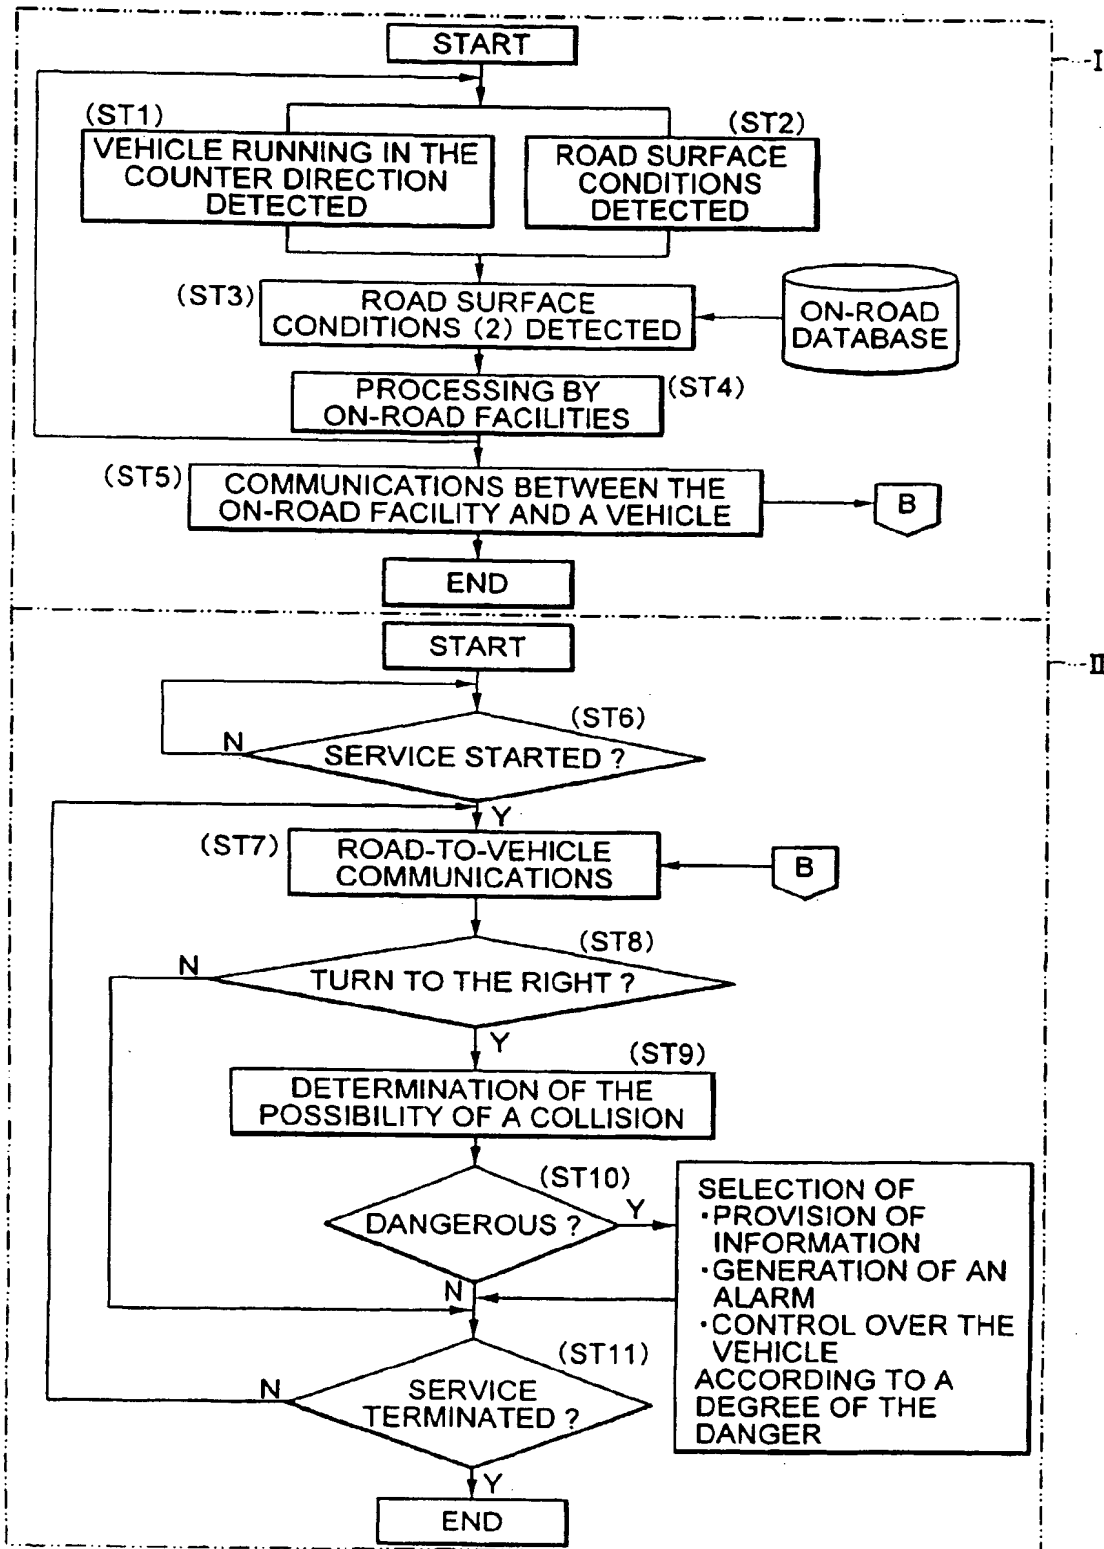 START
I
(ST1)
VEHICLE RUNNING IN THE
COUNTER DIRECTION
DETECTED
(ST2)
ROAD SURFACE
CONDITIONS
DETECTED
(ST3)
ROAD SURFACE
CONDITIONS (2) DETECTED
ON-ROAD
DATABASE
PROCESSING BY
ON-ROAD FACILITIES
(ST4)
(ST5)
COMMUNICATIONS BETWEEN THE
ON-ROAD FACILITY AND A VEHICLE
B
END
START
II
(ST6)
N
SERVICE STARTED ?
Y
(ST7)
ROAD-TO-VEHICLE
COMMUNICATIONS
B
(ST8)
N
TURN TO THE RIGHT ?
Y
(ST9)
DETERMINATION OF THE
POSSIBILITY OF A COLLISION
(ST10)
DANGEROUS ?
Y
N
SELECTION OF
·PROVISION OF
INFORMATION
·GENERATION OF AN
ALARM
·CONTROL OVER THE
VEHICLE
ACCORDING TO A
DEGREE OF THE
DANGER
(ST11)
N
SERVICE
TERMINATED ?
Y
END